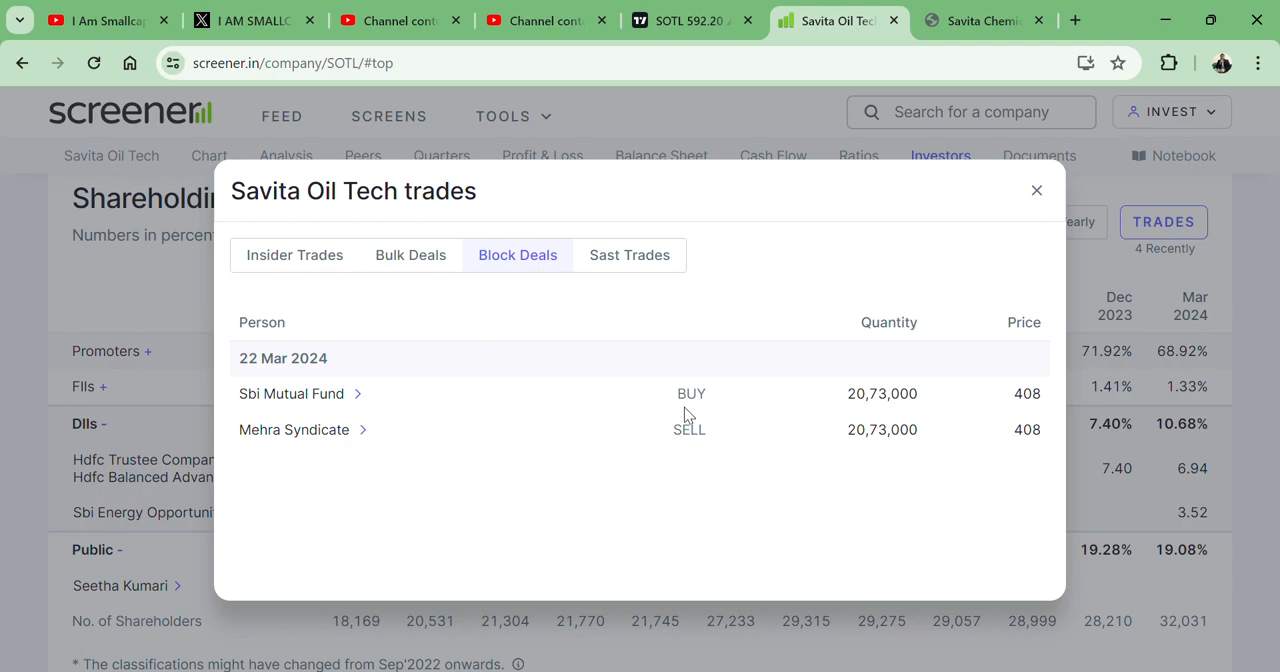 I Am Smallca
I AM SMALLC
Channel cont
Channel cont
SOTL 592.20
Savita Oil Tec
Savita Chemi
screener.in/company/SOTL/#top
screener
FEED
SCREENS
TOOLS
Search for a company
INVEST
Savita Oil Tech
Chart
Analysis
Peers
Quarters
Profit & Loss
Balance Sheet
Cash Flow
Ratios
Investors
Documents
Notebook
Shareholdin
Numbers in percen
early
TRADES
4 Recently
Savita Oil Tech trades
Insider Trades
Bulk Deals
Block Deals
Sast Trades
Person Quantity Price
22 Mar 2024
Sbi Mutual Fund > BUY 20,73,000 408
Mehra Syndicate > SELL 20,73,000 408
Dec 2023
Mar 2024
Promoters + 71.92% 68.92%
FIIs + 1.41% 1.33%
DIIs - 7.40% 10.68%
Hdfc Trustee Compan
Hdfc Balanced Advan 7.40 6.94
Sbi Energy Opportuni 3.52
Public - 19.28% 19.08%
Seetha Kumari >
No. of Shareholders 18,169 20,531 21,304 21,770 21,745 27,233 29,315 29,275 29,057 28,999 28,210 32,031
* The classifications might have changed from Sep'2022 onwards.